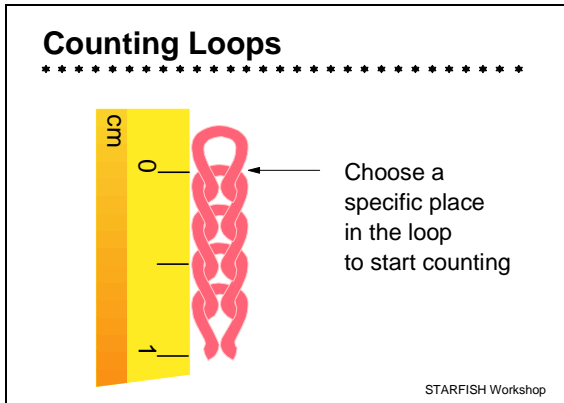 Counting Loops
cm
0
Choose a
specific place
in the loop
to start counting
1
STARFISH Workshop